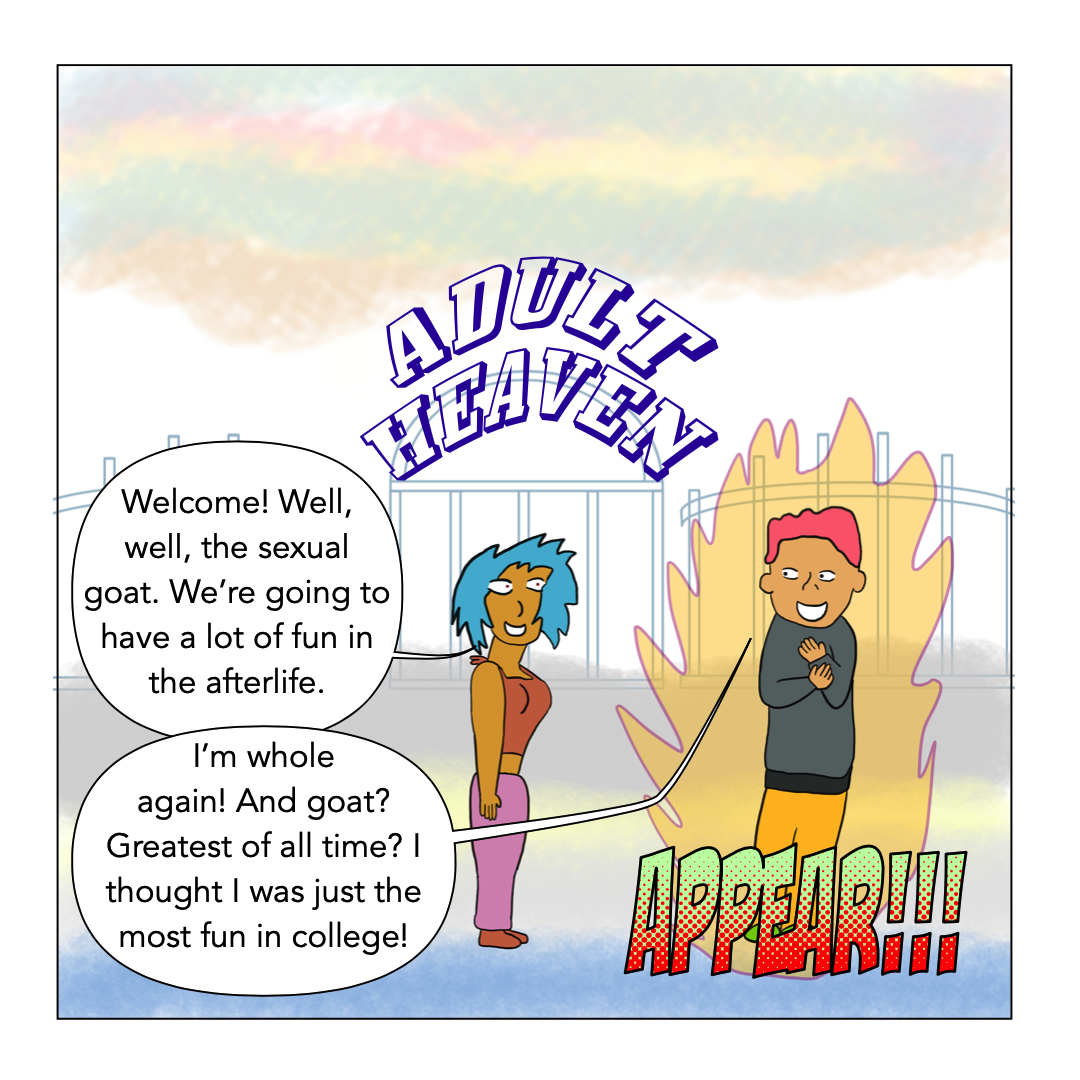 ADULT
HEAVEN
Welcome! Well,
well, the sexual
goat. We’re going to
have a lot of fun in
the afterlife.
I’m whole
again! And goat?
Greatest of all time? I
thought I was just the
most fun in college!
APPEAR!!!